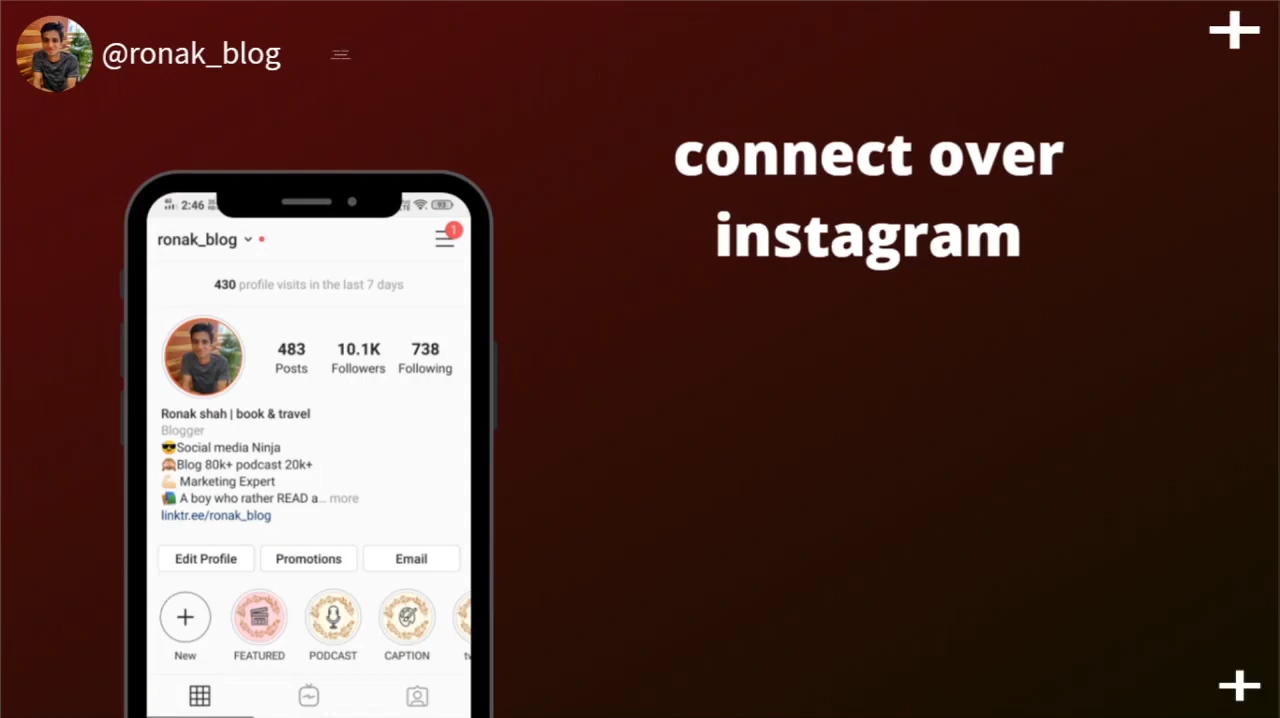 @ronak_blog
connect over
instagram
2:46
93
ronak_blog
1
430 profile visits in the last 7 days
483 10.1K 738
Posts Followers Following
Ronak shah | book & travel
Blogger
😎Social media Ninja
🙈Blog 80k+ podcast 20k+
💪🏻 Marketing Expert
📚 A boy who rather READ a... more
linktr.ee/ronak_blog
Edit Profile Promotions Email
New FEATURED PODCAST CAPTION